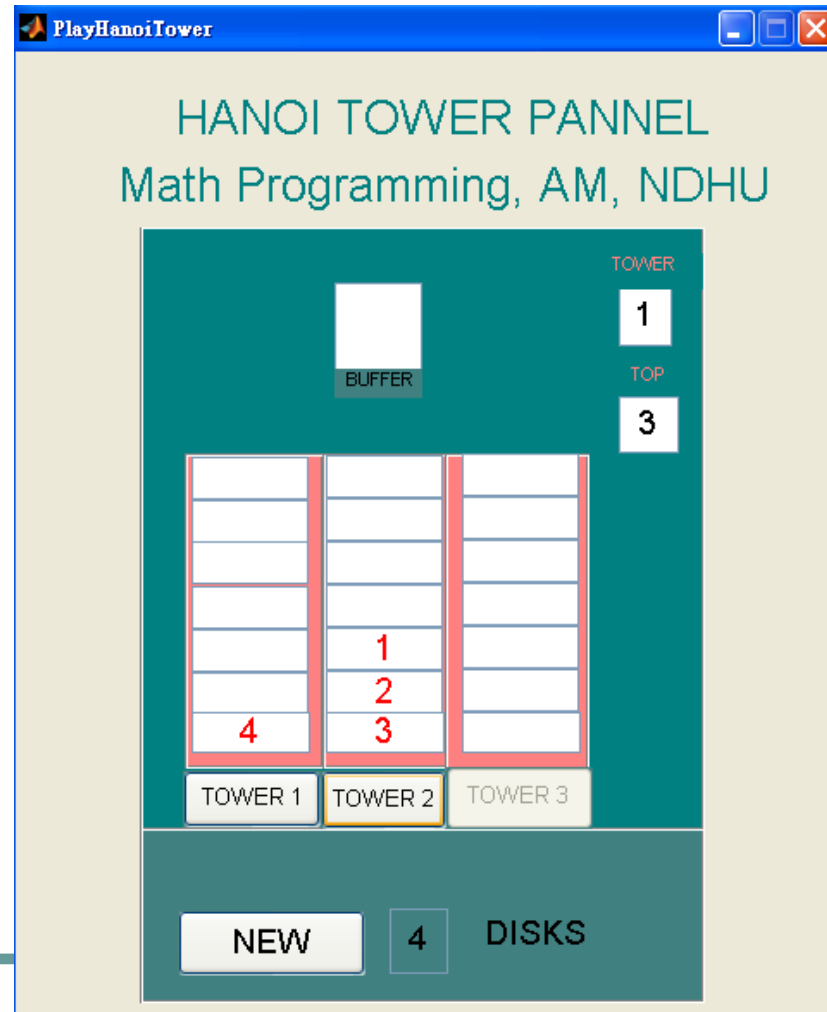 PlayHanoiTower
HANOI TOWER PANNEL
Math Programming, AM, NDHU
TOWER
1
BUFFER
TOP
3
1
2
4 3
TOWER 1 TOWER 2 TOWER 3
NEW 4 DISKS